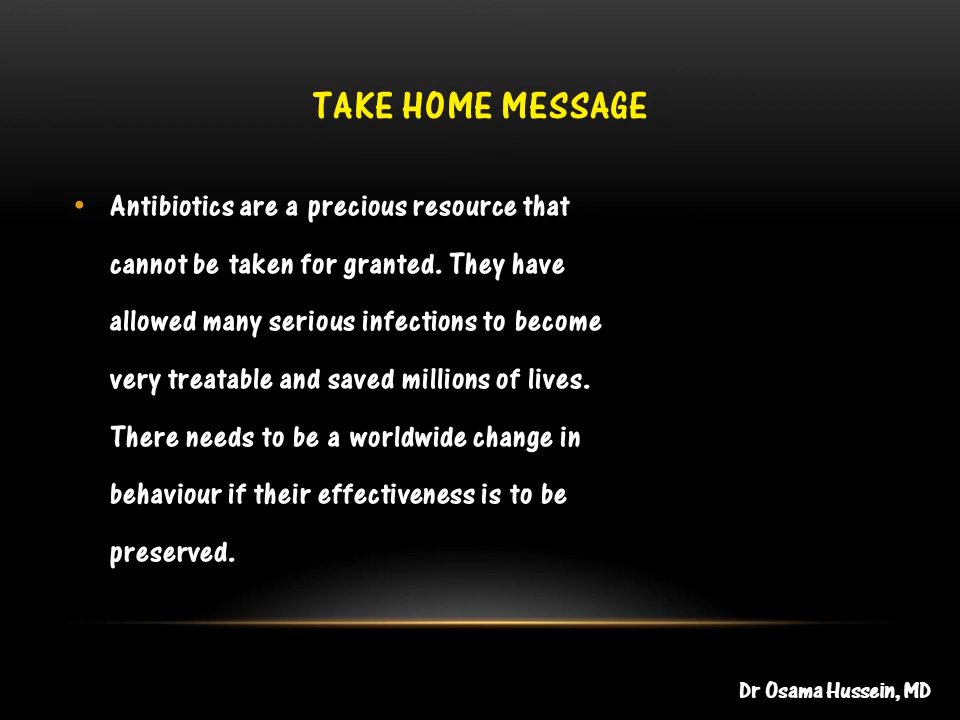 TAKE HOME MESSAGE
• Antibiotics are a precious resource that
cannot be taken for granted. They have
allowed many serious infections to become
very treatable and saved millions of lives.
There needs to be a worldwide change in
behaviour if their effectiveness is to be
preserved.
Dr Osama Hussein, MD